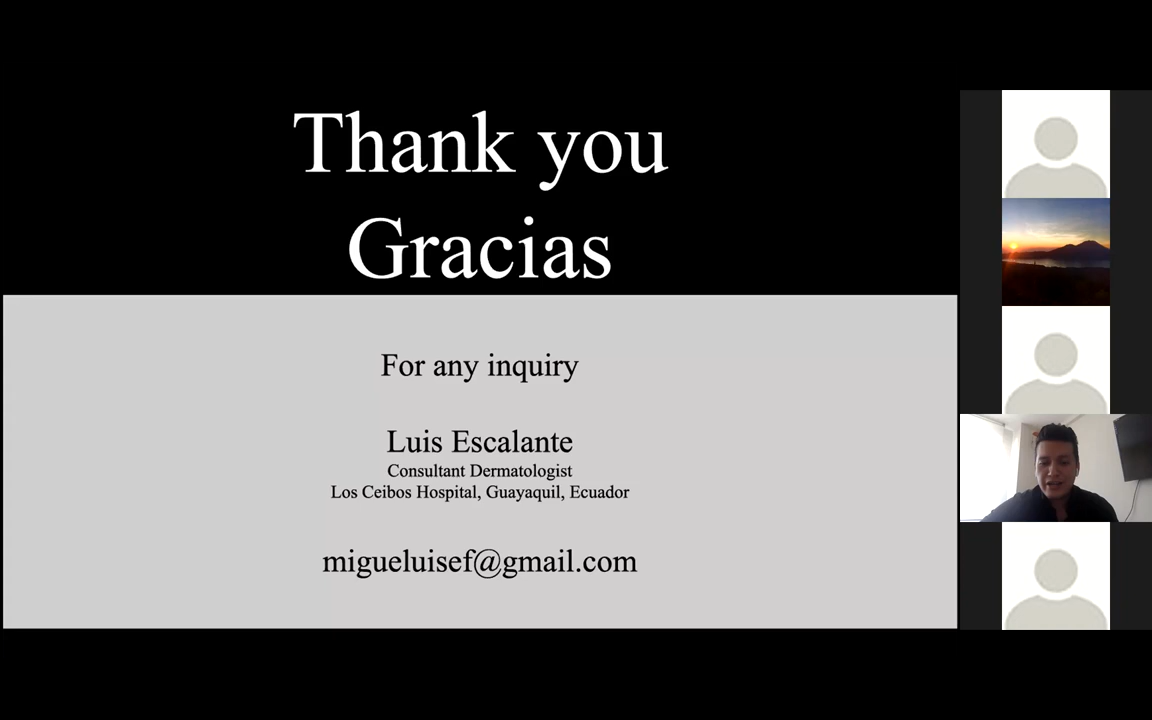 Thank you
Gracias
For any inquiry
Luis Escalante
Consultant Dermatologist
Los Ceibos Hospital, Guayaquil, Ecuador
migueluisef@gmail.com